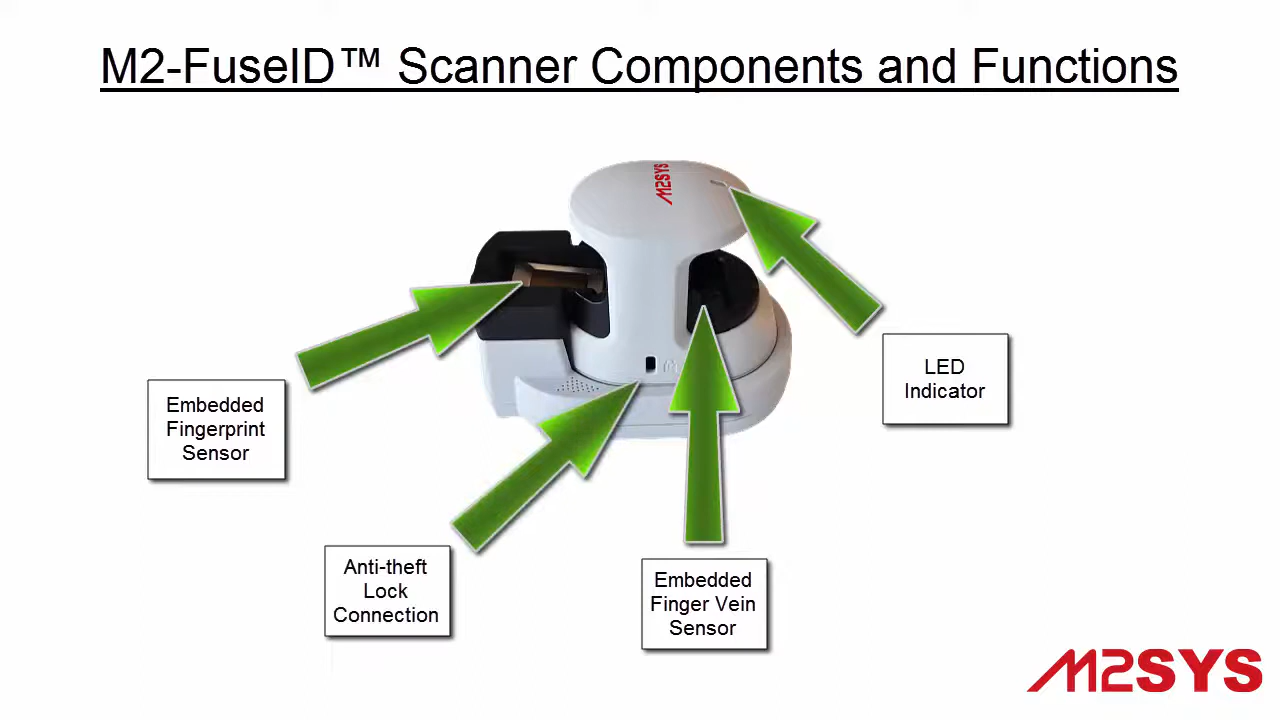 M2-FuseID™ Scanner Components and Functions
M2SYS
LED
Indicator
Embedded
Fingerprint
Sensor
Anti-theft
Lock
Connection
Embedded
Finger Vein
Sensor
M2SYS